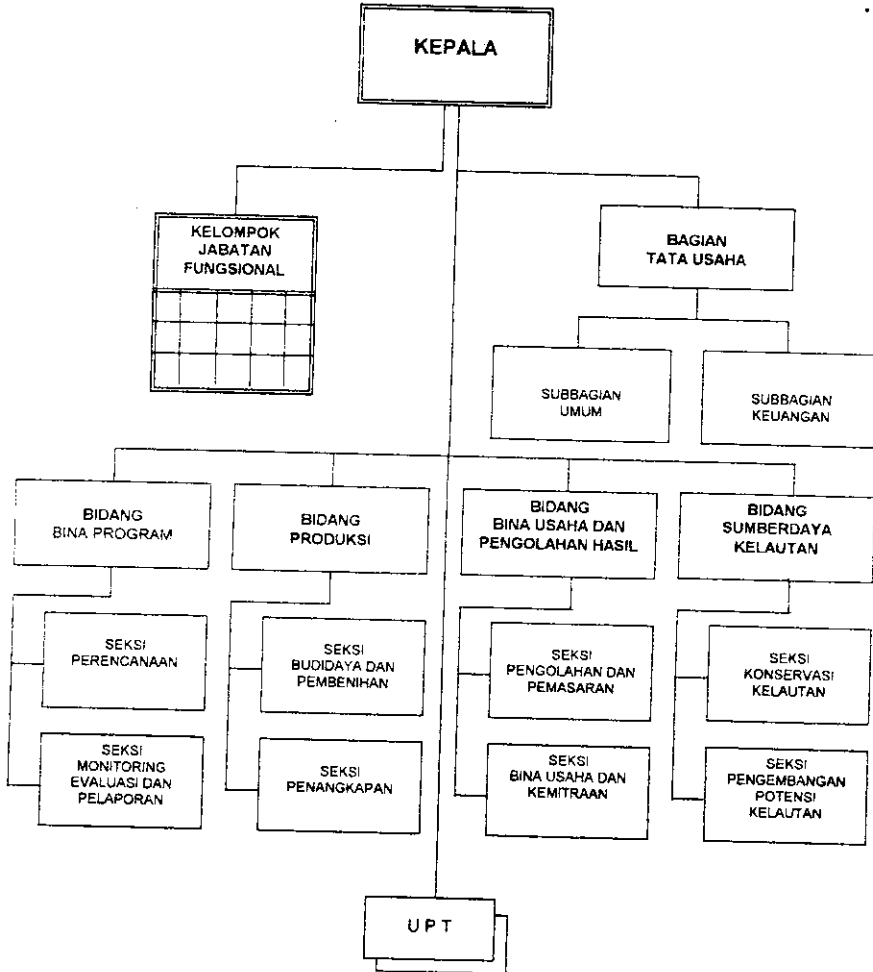 KEPALA
KELOMPOK
JABATAN
FUNGSIONAL
BAGIAN
TATA USAHA
SUBBAGIAN
UMUM
SUBBAGIAN
KEUANGAN
BIDANG
BINA PROGRAM
BIDANG
PRODUKSI
BIDANG
BINA USAHA DAN
PENGOLAHAN HASIL
BIDANG
SUMBERDAYA
KELAUTAN
SEKSI
PERENCANAAN
SEKSI
BUDIDAYA DAN
PEMBENIHAN
SEKSI
PENGOLAHAN DAN
PEMASARAN
SEKSI
KONSERVASI
KELAUTAN
SEKSI
MONITORING
EVALUASI DAN
PELAPORAN
SEKSI
PENANGKAPAN
SEKSI
BINA USAHA DAN
KEMITRAAN
SEKSI
PENGEMBANGAN
POTENSI
KELAUTAN
U P T